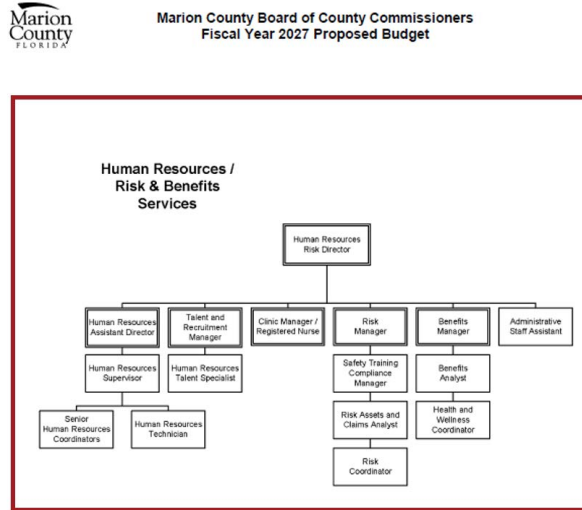 Marion
County
FLORIDA
Marion County Board of County Commissioners
Fiscal Year 2027 Proposed Budget
Human Resources /
Risk & Benefits
Services
Human Resources
Risk Director
Human Resources
Assistant Director
Talent and
Recruitment
Manager
Clinic Manager /
Registered Nurse
Risk
Manager
Benefits
Manager
Administrative
Staff Assistant
Human Resources
Supervisor
Human Resources
Talent Specialist
Safety Training
Compliance
Manager
Benefits
Analyst
Senior
Human Resources
Coordinators
Human Resources
Technician
Risk Assets and
Claims Analyst
Health and
Wellness
Coordinator
Risk
Coordinator